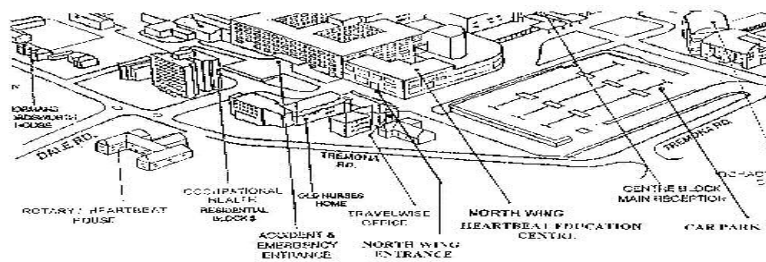 HOUSE
DALE RD.
ROTARY / HEARTBEAT
HOUSE
OCCUPATIONAL
HEALTH
RESIDENTIAL
BLOCKS
OLD NURSES
HOME
ACCIDENT &
EMERGENCY
ENTRANCE
TREMONA
RD.
TRAVELWISE
OFFICE
NORTH WING
ENTRANCE
NORTH WING
HEARTBEAT EDUCATION
CENTRE
CENTRE BLOCK
MAIN RECEPTION
TREMONA RD
CAR PARK